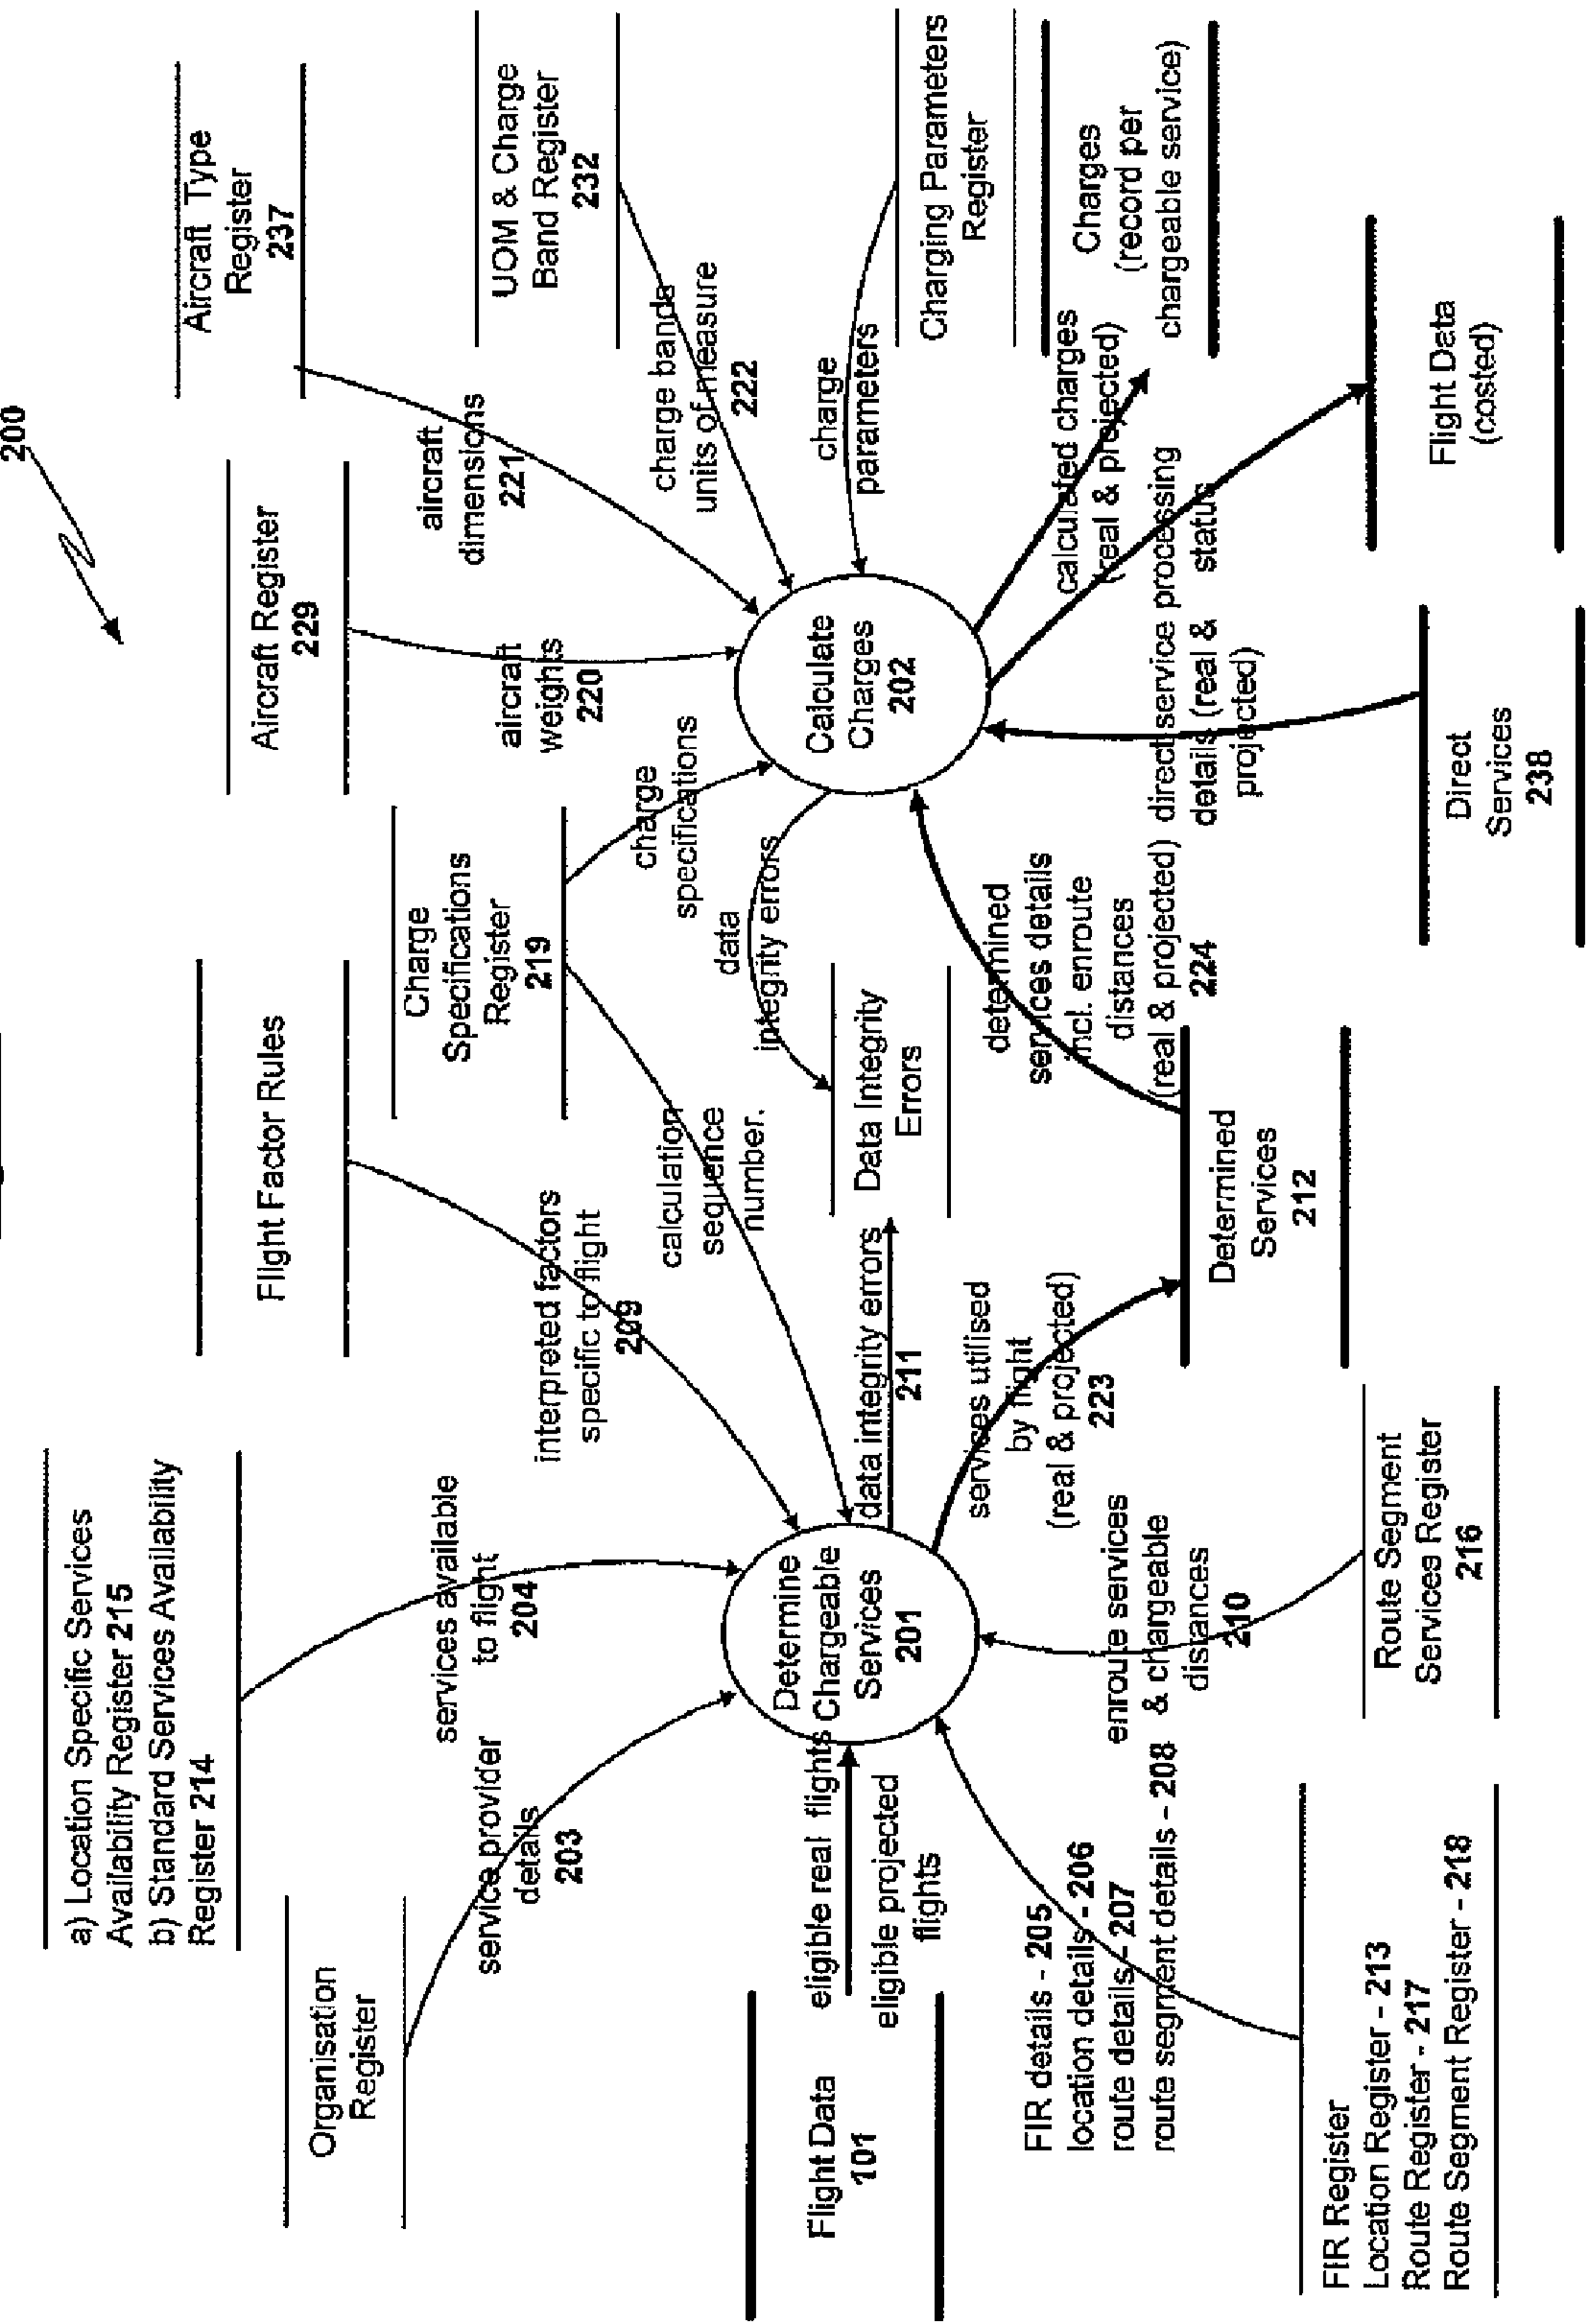 200
a) Location Specific Services
Availability Register 215
b) Standard Services Availability
Register 214
Organisation
Register
Flight Factor Rules
Aircraft Register
229
Aircraft Type
Register
237
Charge
Specifications
Register
219
UOM & Charge
Band Register
232
service provider
details
203
services available
to flight
204
interpreted factors
specific to flight
209
calculation
sequence
number.
charge
specifications
aircraft
weights
220
aircraft
dimensions
221
charge bands
units of measure
222
charge
parameters
Charging Parameters
Register
Flight Data
101
eligible real flights
eligible projected
flights
Determine
Chargeable
Services
201
data integrity errors
211
Data Integrity
Errors
data
integrity errors
Calculate
Charges
202
calculated charges
(real & projected)
Charges
(record per
chargeable service)
FIR details - 205
location details - 206
route details - 207
route segment details - 208
enroute services
& chargeable
distances
210
services utilised
by flight
(real & projected)
223
determined
services details
incl. enroute
distances
(real & projected)
224
direct service
details (real &
projected)
processing
status
FIR Register
Location Register - 213
Route Register - 217
Route Segment Register - 218
Route Segment
Services Register
216
Determined
Services
212
Direct
Services
238
Flight Data
(costed)